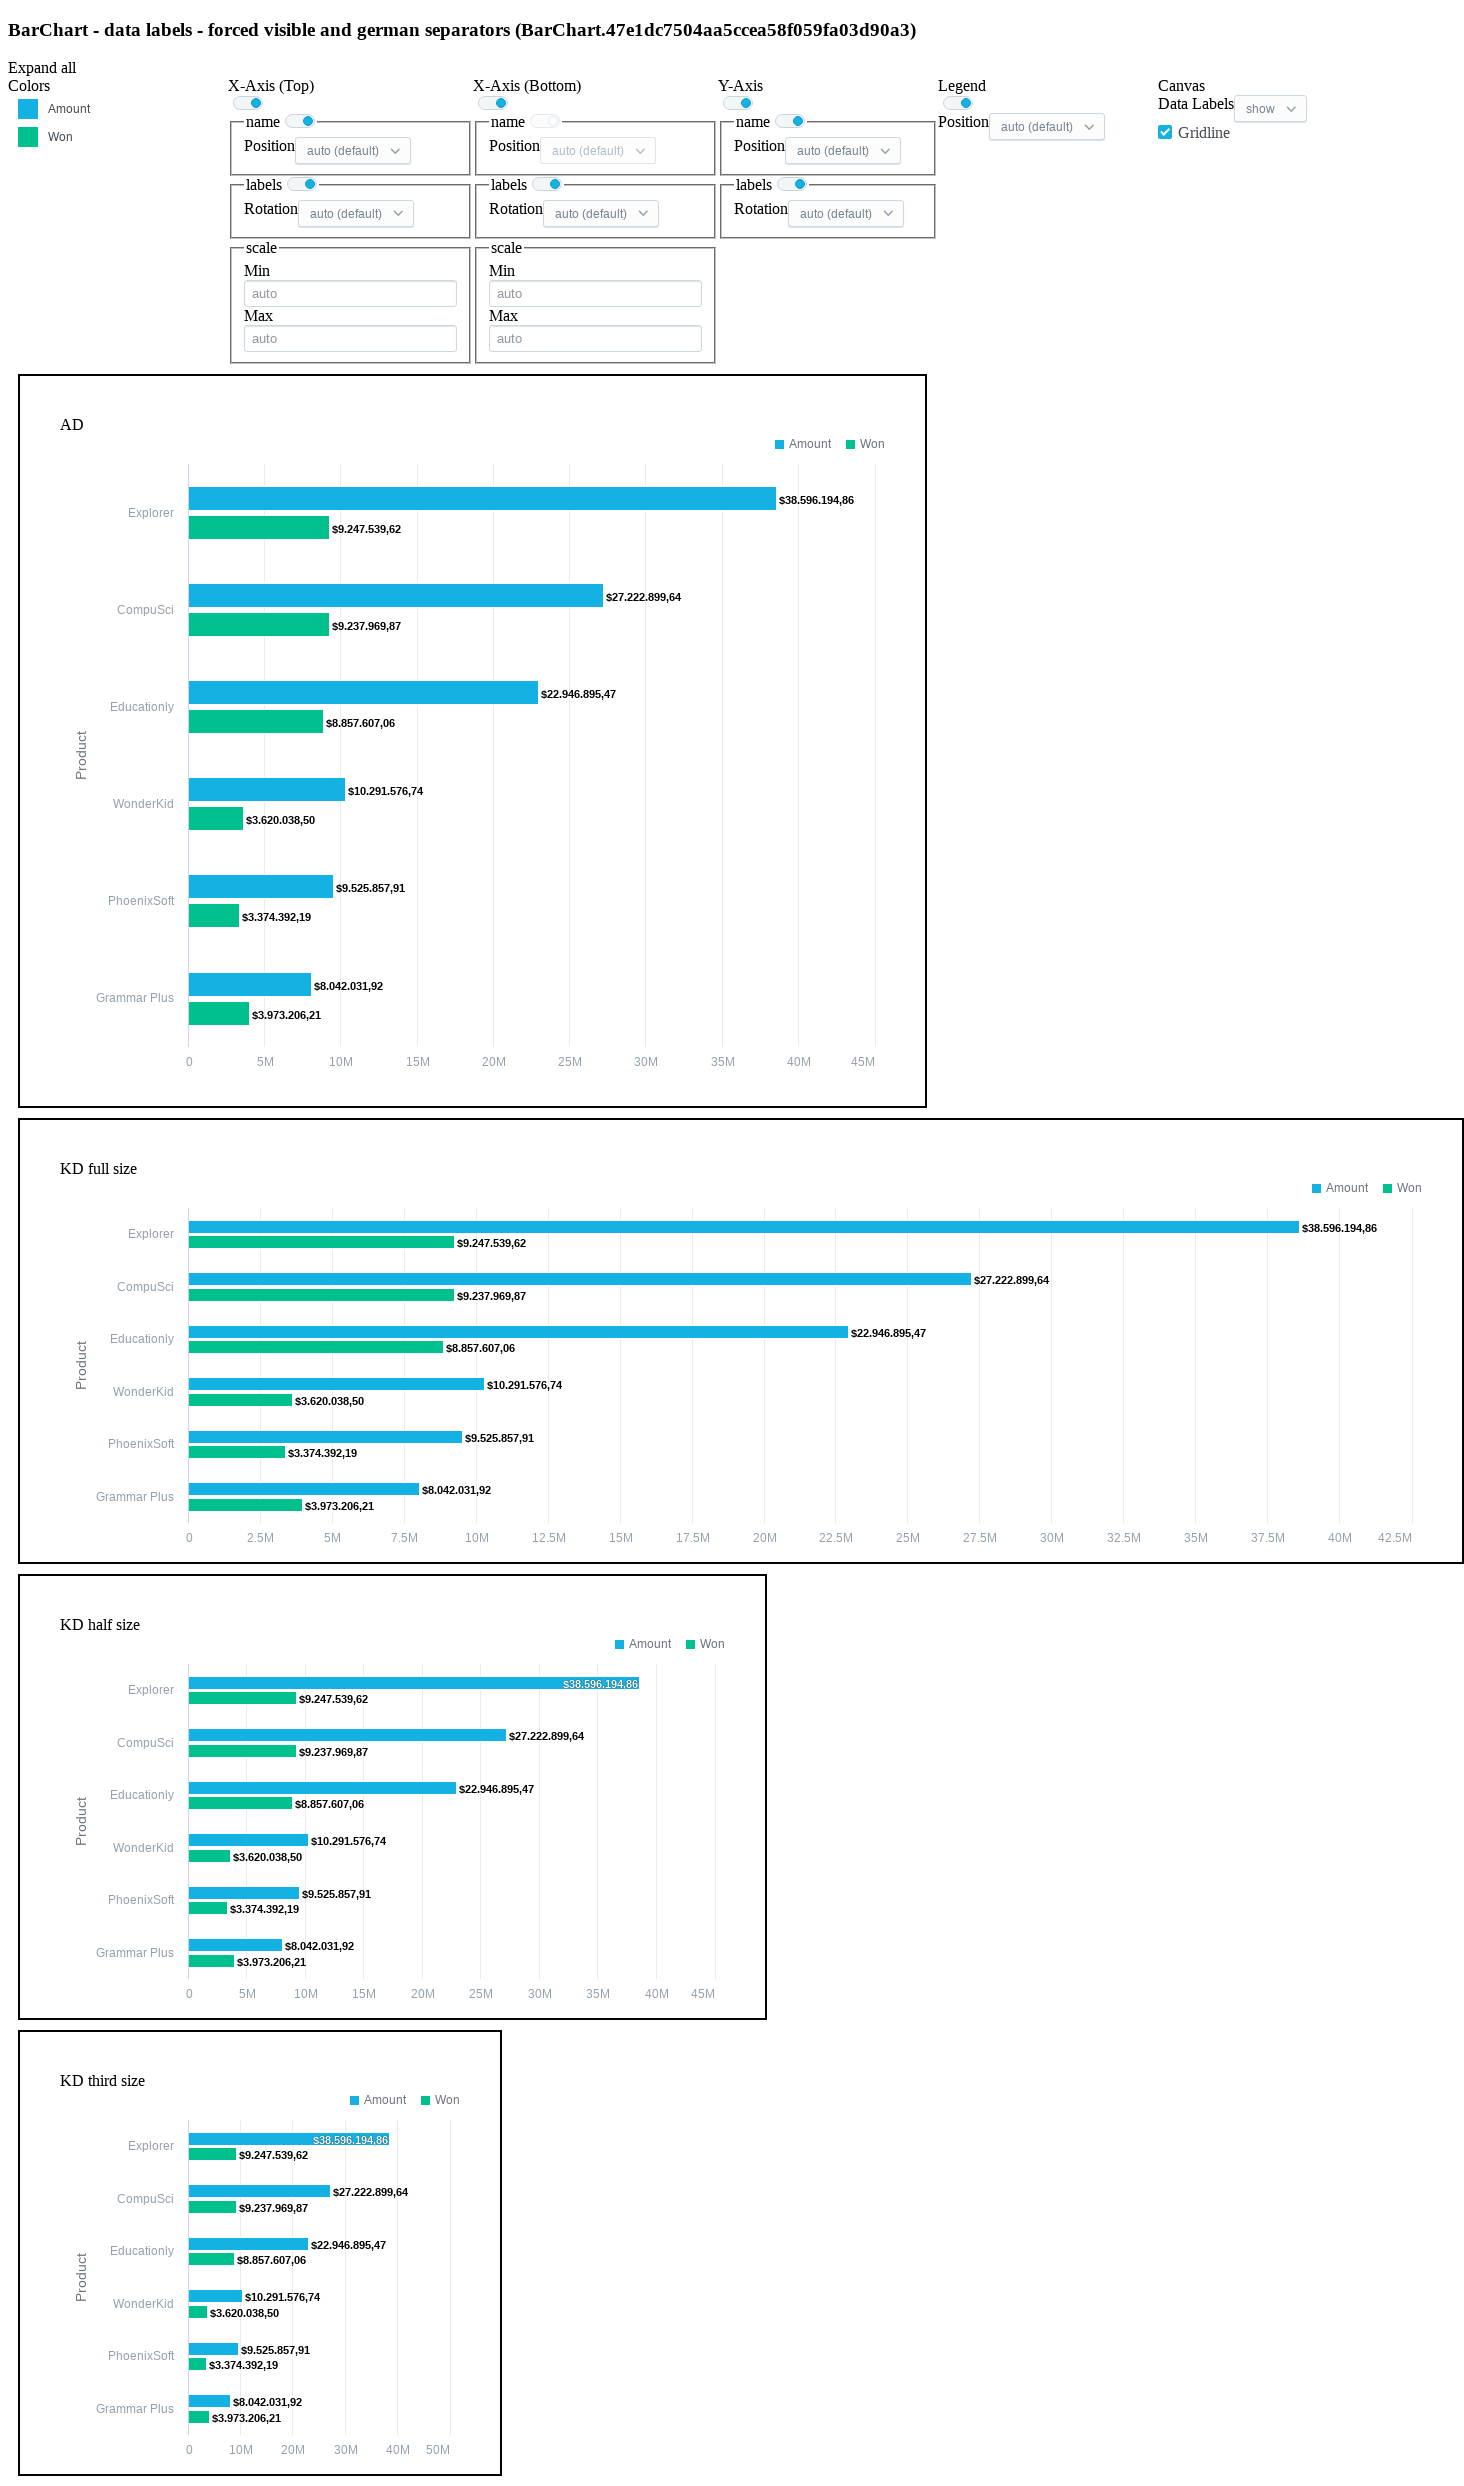 BarChart - data labels - forced visible and german separators (BarChart.47e1dc7504aa5ccea58f059fa03d90a3)
Expand all
Colors
Amount
Won
X-Axis (Top)
name
Position auto (default)
labels
Rotation auto (default)
scale
Min
auto
Max
auto
X-Axis (Bottom)
name
Position auto (default)
labels
Rotation auto (default)
scale
Min
auto
Max
auto
Y-Axis
name
Position auto (default)
labels
Rotation auto (default)
Legend
Position auto (default)
Canvas
Data Labels show
Gridline
AD
Amount Won
Product
Explorer $38.596.194,86
$9.247.539,62
CompuSci $27.222.899,64
$9.237.969,87
Educationly $22.946.895,47
$8.857.607,06
WonderKid $10.291.576,74
$3.620.038,50
PhoenixSoft $9.525.857,91
$3.374.392,19
Grammar Plus $8.042.031,92
$3.973.206,21
0 5M 10M 15M 20M 25M 30M 35M 40M 45M
KD full size
Amount Won
Product
Explorer $38.596.194,86
$9.247.539,62
CompuSci $27.222.899,64
$9.237.969,87
Educationly $22.946.895,47
$8.857.607,06
WonderKid $10.291.576,74
$3.620.038,50
PhoenixSoft $9.525.857,91
$3.374.392,19
Grammar Plus $8.042.031,92
$3.973.206,21
0 2.5M 5M 7.5M 10M 12.5M 15M 17.5M 20M 22.5M 25M 27.5M 30M 32.5M 35M 37.5M 40M 42.5M
KD half size
Amount Won
Product
Explorer $38.596.194,86
$9.247.539,62
CompuSci $27.222.899,64
$9.237.969,87
Educationly $22.946.895,47
$8.857.607,06
WonderKid $10.291.576,74
$3.620.038,50
PhoenixSoft $9.525.857,91
$3.374.392,19
Grammar Plus $8.042.031,92
$3.973.206,21
0 5M 10M 15M 20M 25M 30M 35M 40M 45M
KD third size
Amount Won
Product
Explorer $38.596.194,86
$9.247.539,62
CompuSci $27.222.899,64
$9.237.969,87
Educationly $22.946.895,47
$8.857.607,06
WonderKid $10.291.576,74
$3.620.038,50
PhoenixSoft $9.525.857,91
$3.374.392,19
Grammar Plus $8.042.031,92
$3.973.206,21
0 10M 20M 30M 40M 50M